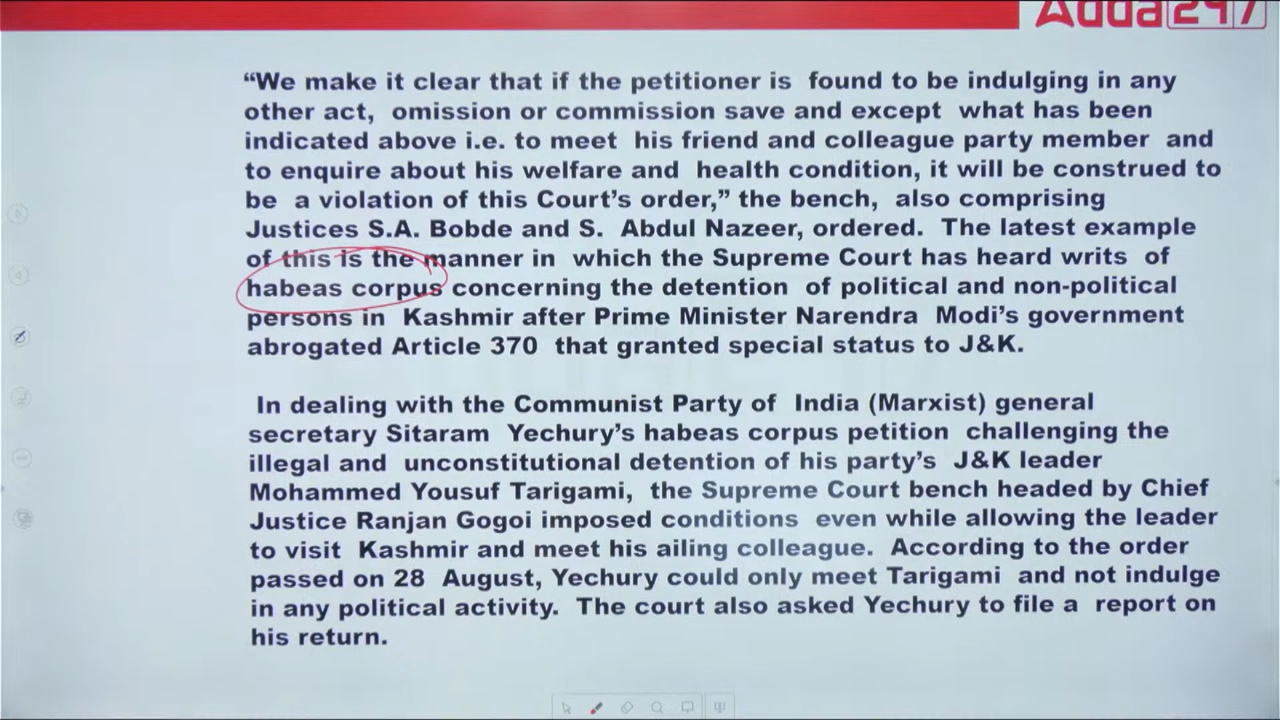 Adda247
“We make it clear that if the petitioner is found to be indulging in any
other act, omission or commission save and except what has been
indicated above i.e. to meet his friend and colleague party member and
to enquire about his welfare and health condition, it will be construed to
be a violation of this Court’s order,” the bench, also comprising
Justices S.A. Bobde and S. Abdul Nazeer, ordered. The latest example
of this is the manner in which the Supreme Court has heard writs of
habeas corpus concerning the detention of political and non-political
persons in Kashmir after Prime Minister Narendra Modi’s government
abrogated Article 370 that granted special status to J&K.
In dealing with the Communist Party of India (Marxist) general
secretary Sitaram Yechury’s habeas corpus petition challenging the
illegal and unconstitutional detention of his party’s J&K leader
Mohammed Yousuf Tarigami, the Supreme Court bench headed by Chief
Justice Ranjan Gogoi imposed conditions even while allowing the leader
to visit Kashmir and meet his ailing colleague. According to the order
passed on 28 August, Yechury could only meet Tarigami and not indulge
in any political activity. The court also asked Yechury to file a report on
his return.